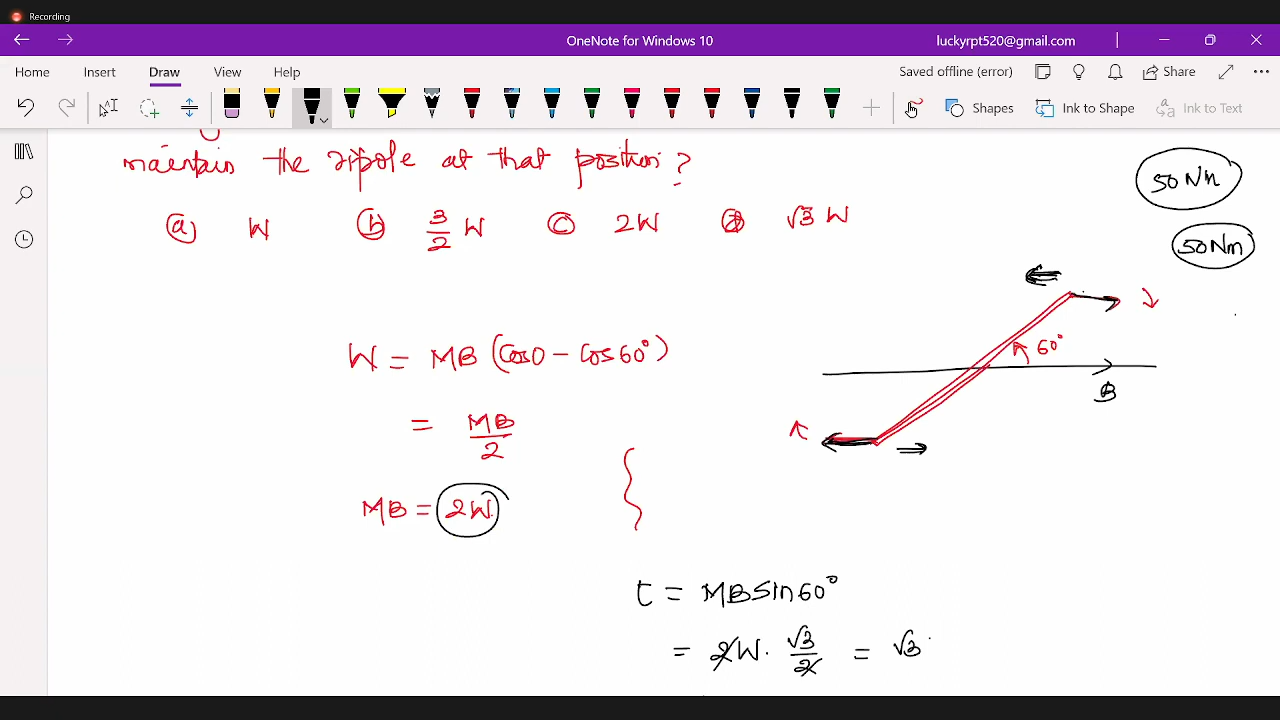 Recording
OneNote for Windows 10
luckyrpt520@gmail.com
Home Insert Draw View Help
Saved offline (error) Share
Shapes Ink to Shape Ink to Text
maintain the dipole at that position?
ⓐ W ⓑ 3/2 W ⓒ 2W ⓓ √3 W
50 Nm
50 Nm
60°
B
W = MB (Cos0 - Cos60°)
= MB/2
MB = 2W
τ = MBSin60°
= 2W. √3/2 = √3